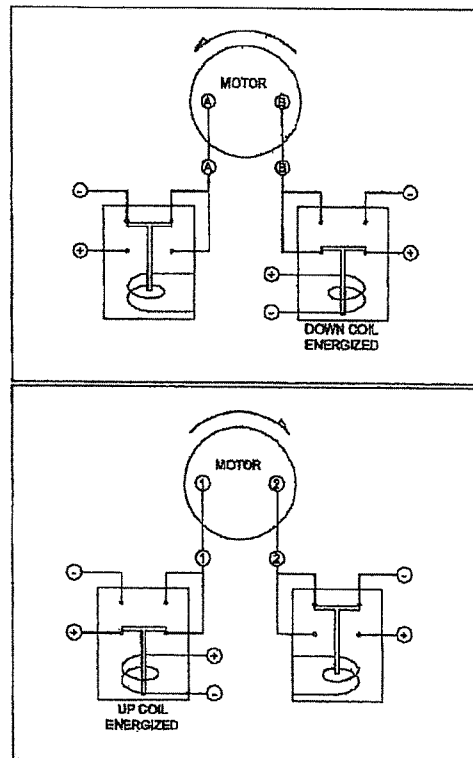 MOTOR
A B
A B
- -
+ +
+
-
DOWN COIL
ENERGIZED
MOTOR
1 2
1 2
- -
+ +
+
-
UP COIL
ENERGIZED